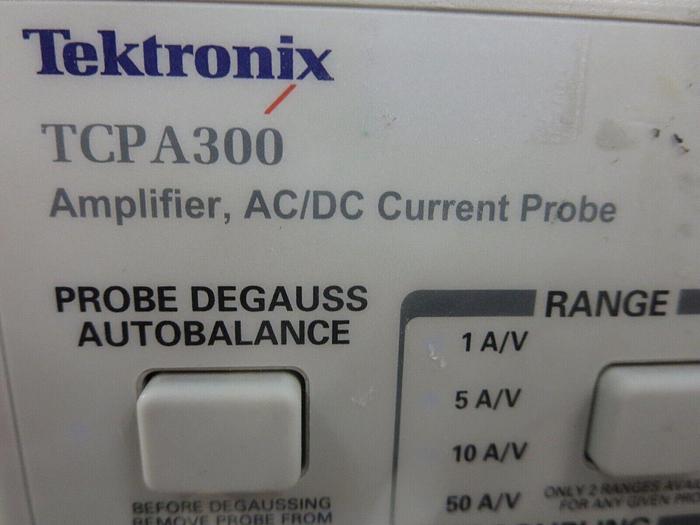 Tektronix
TCPA300
Amplifier, AC/DC Current Probe
PROBE DEGAUSS
AUTOBALANCE
BEFORE DEGAUSSING
REMOVE PROBE FROM
RANGE
1 A/V
5 A/V
10 A/V
50 A/V
ONLY 2 RANGES
FOR ANY GIVEN